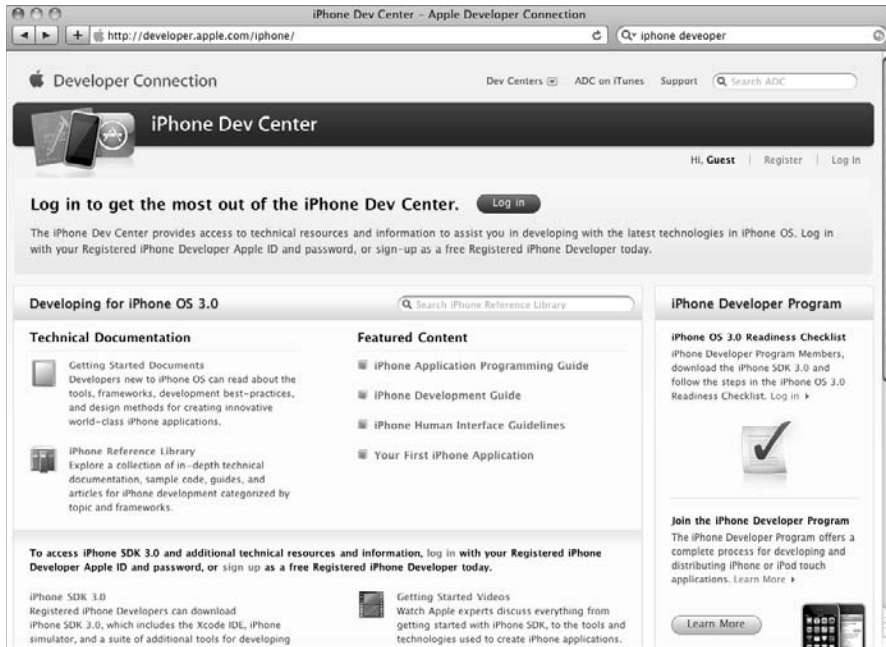 iPhone Dev Center – Apple Developer Connection
http://developer.apple.com/iphone/
iphone deveoper
Developer Connection
Dev Centers
ADC on iTunes
Support
Search ADC
iPhone Dev Center
Hi, Guest | Register | Log In
Log in to get the most out of the iPhone Dev Center.
Log in
The iPhone Dev Center provides access to technical resources and information to assist you in developing with the latest technologies in iPhone OS. Log in
with your Registered iPhone Developer Apple ID and password, or sign-up as a free Registered iPhone Developer today.
Developing for iPhone OS 3.0
Search iPhone Reference Library
Technical Documentation
Getting Started Documents
Developers new to iPhone OS can read about the
tools, frameworks, development best-practices,
and design methods for creating innovative
world-class iPhone applications.
iPhone Reference Library
Explore a collection of in-depth technical
documentation, sample code, guides, and
articles for iPhone development categorized by
topic and frameworks.
Featured Content
iPhone Application Programming Guide
iPhone Development Guide
iPhone Human Interface Guidelines
Your First iPhone Application
To access iPhone SDK 3.0 and additional technical resources and information, log in with your Registered iPhone
Developer Apple ID and password, or sign up as a free Registered iPhone Developer today.
iPhone SDK 3.0
Registered iPhone Developers can download
iPhone SDK 3.0, which includes the Xcode IDE, iPhone
simulator, and a suite of additional tools for developing
Getting Started Videos
Watch Apple experts discuss everything from
getting started with iPhone SDK, to the tools and
technologies used to create iPhone applications.
iPhone Developer Program
iPhone OS 3.0 Readiness Checklist
iPhone Developer Program Members,
download the iPhone SDK 3.0 and
follow the steps in the iPhone OS 3.0
Readiness Checklist. Log in
Join the iPhone Developer Program
The iPhone Developer Program offers a
complete process for developing and
distributing iPhone or iPod touch
applications. Learn More
Learn More